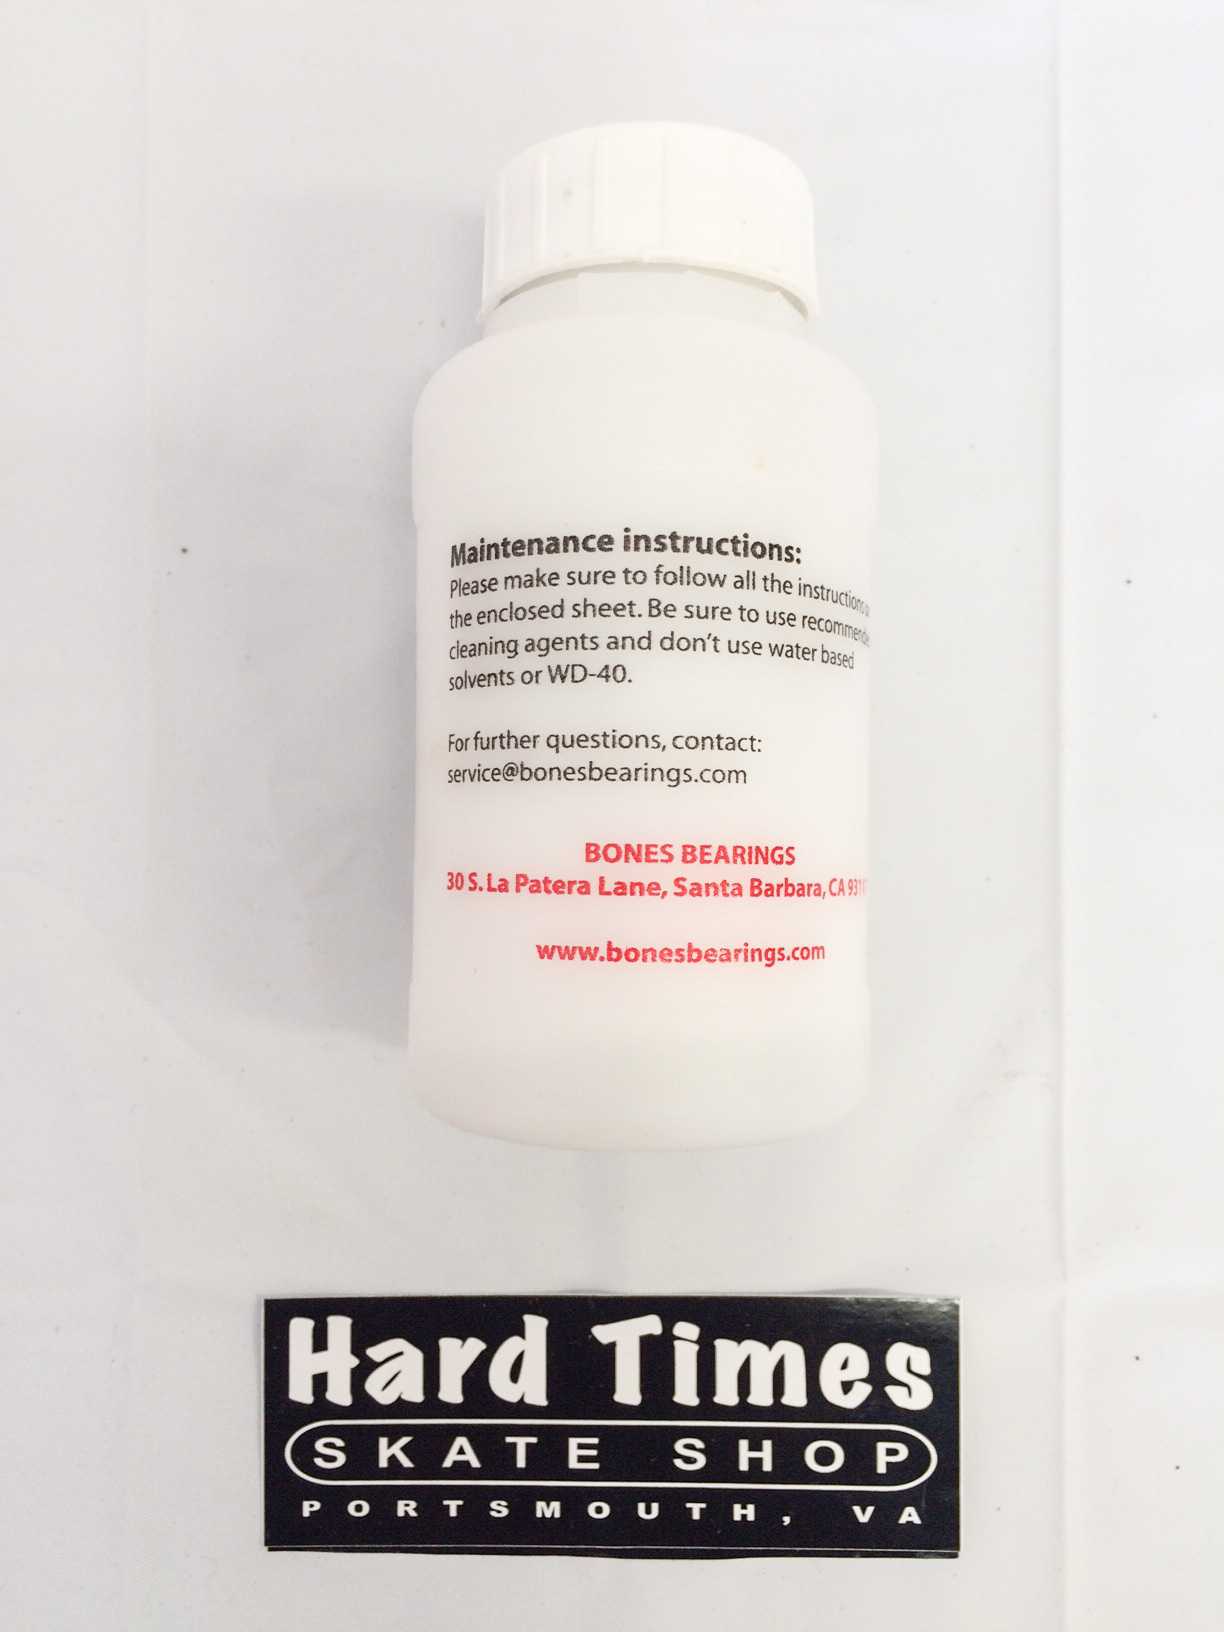 Maintenance instructions:
Please make sure to follow all the instructions
the enclosed sheet. Be sure to use
cleaning agents and don't use water based
solvents or WD-40.
For further questions, contact:
service@bonesbearings.com
BONES BEARINGS
30 S. La Patera Lane, Santa Barbara, CA
www.bonesbearings.com
Hard Times
SKATE SHOP
PORTSMOUTH, VA